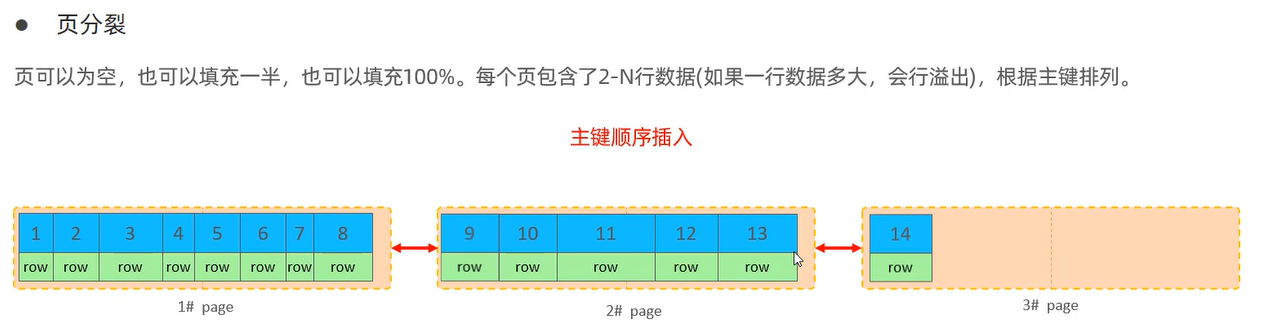 ● 页分裂
页可以为空，也可以填充一半，也可以填充100%。每个页包含了2-N行数据(如果一行数据多大，会行溢出)，根据主键排列。
主键顺序插入
1 2 3 4 5 6 7 8 9 10 11 12 13 14
row row row row row row row row row row row row row row
1# page 2# page 3# page